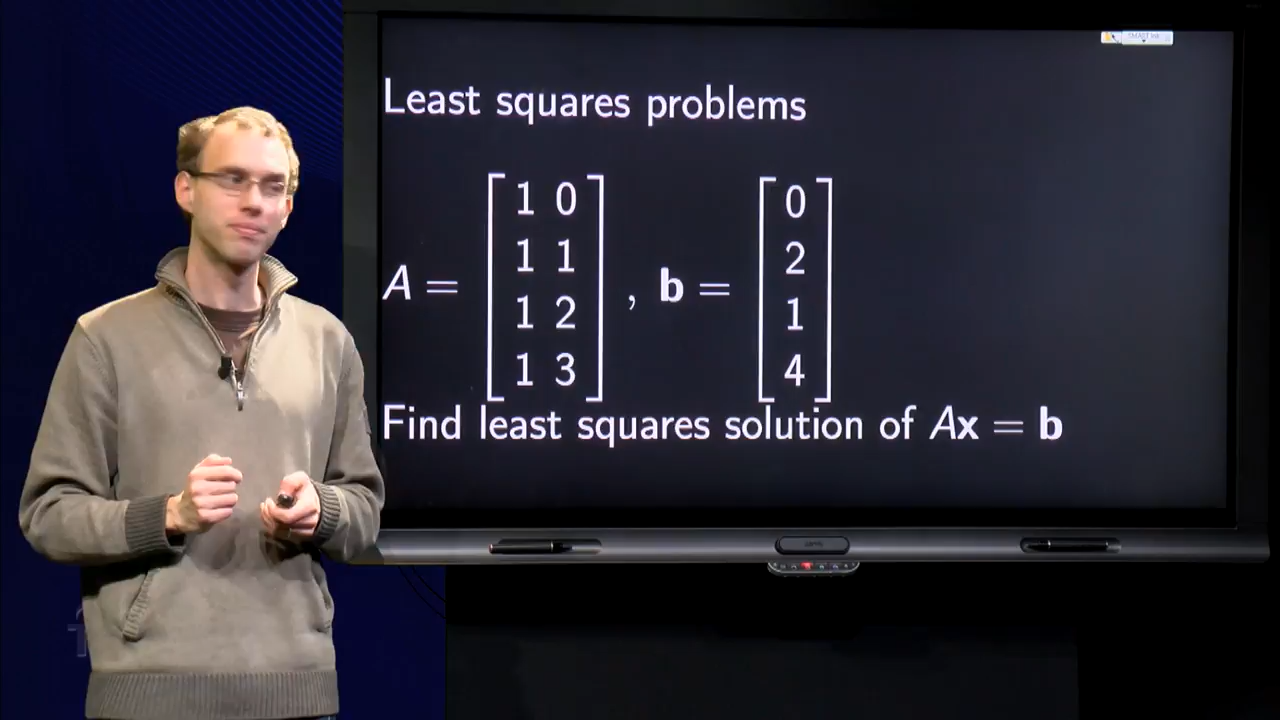 Least squares problems
A = [1 0; 1 1; 1 2; 1 3], b = [0; 2; 1; 4]
Find least squares solution of Ax = b